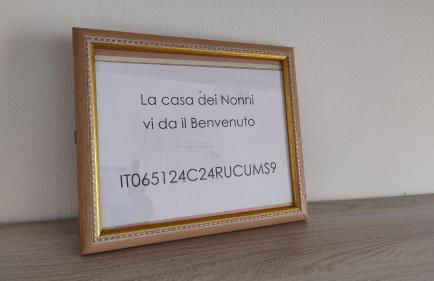 La casa dei Nonni
vi da il Benvenuto
IT065124C24RUCUMS9